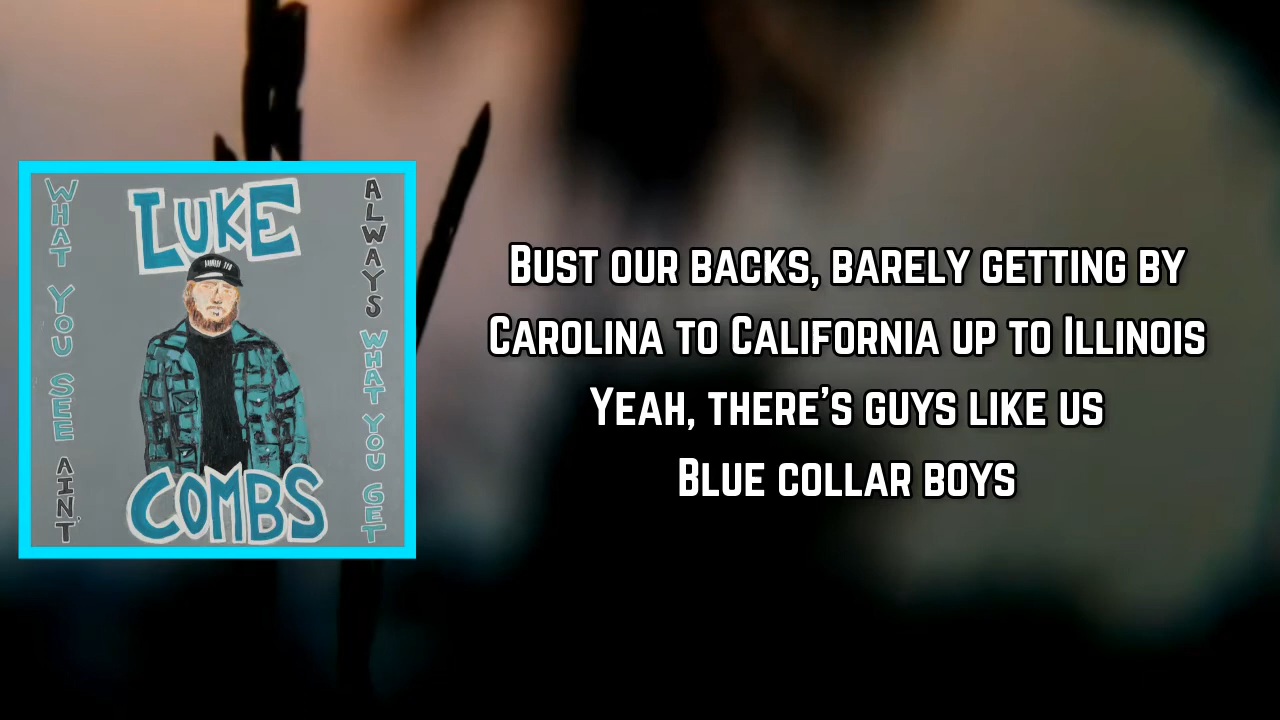 WHAT YOU SEE AIN'T
LUKE
COMBS
ALWAYS WHAT YOU GET
Bust our backs, barely getting by
Carolina to California up to Illinois
Yeah, there's guys like us
Blue collar boys